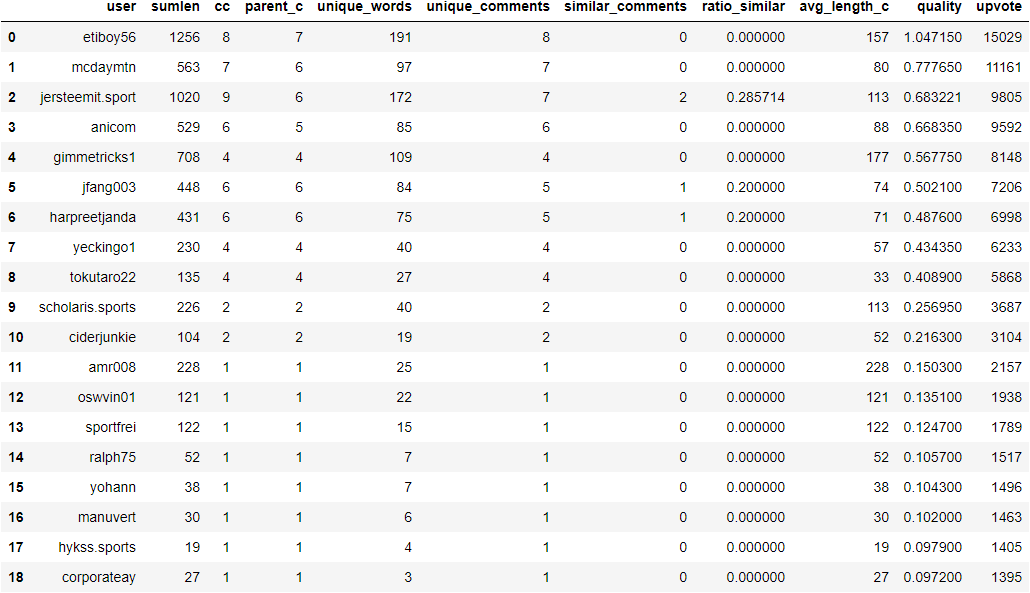 user sumlen cc parent_c unique_words unique_comments similar_comments ratio_similar avg_length_c quality upvote
0 etiboy56 1256 8 7 191 8 0 0.000000 157 1.047150 15029
1 mcdaymtn 563 7 6 97 7 0 0.000000 80 0.777650 11161
2 jersteemit.sport 1020 9 6 172 7 2 0.285714 113 0.683221 9805
3 anicom 529 6 5 85 6 0 0.000000 88 0.668350 9592
4 gimmetricks1 708 4 4 109 4 0 0.000000 177 0.567750 8148
5 jfang003 448 6 6 84 5 1 0.200000 74 0.502100 7206
6 harpreetjanda 431 6 6 75 5 1 0.200000 71 0.487600 6998
7 yeckingo1 230 4 4 40 4 0 0.000000 57 0.434350 6233
8 tokutaro22 135 4 4 27 4 0 0.000000 33 0.408900 5868
9 scholaris.sports 226 2 2 40 2 0 0.000000 113 0.256950 3687
10 ciderjunkie 104 2 2 19 2 0 0.000000 52 0.216300 3104
11 amr008 228 1 1 25 1 0 0.000000 228 0.150300 2157
12 oswvin01 121 1 1 22 1 0 0.000000 121 0.135100 1938
13 sportfrei 122 1 1 15 1 0 0.000000 122 0.124700 1789
14 ralph75 52 1 1 7 1 0 0.000000 52 0.105700 1517
15 yohann 38 1 1 7 1 0 0.000000 38 0.104300 1496
16 manuvert 30 1 1 6 1 0 0.000000 30 0.102000 1463
17 hykss.sports 19 1 1 4 1 0 0.000000 19 0.097900 1405
18 corporateay 27 1 1 3 1 0 0.000000 27 0.097200 1395